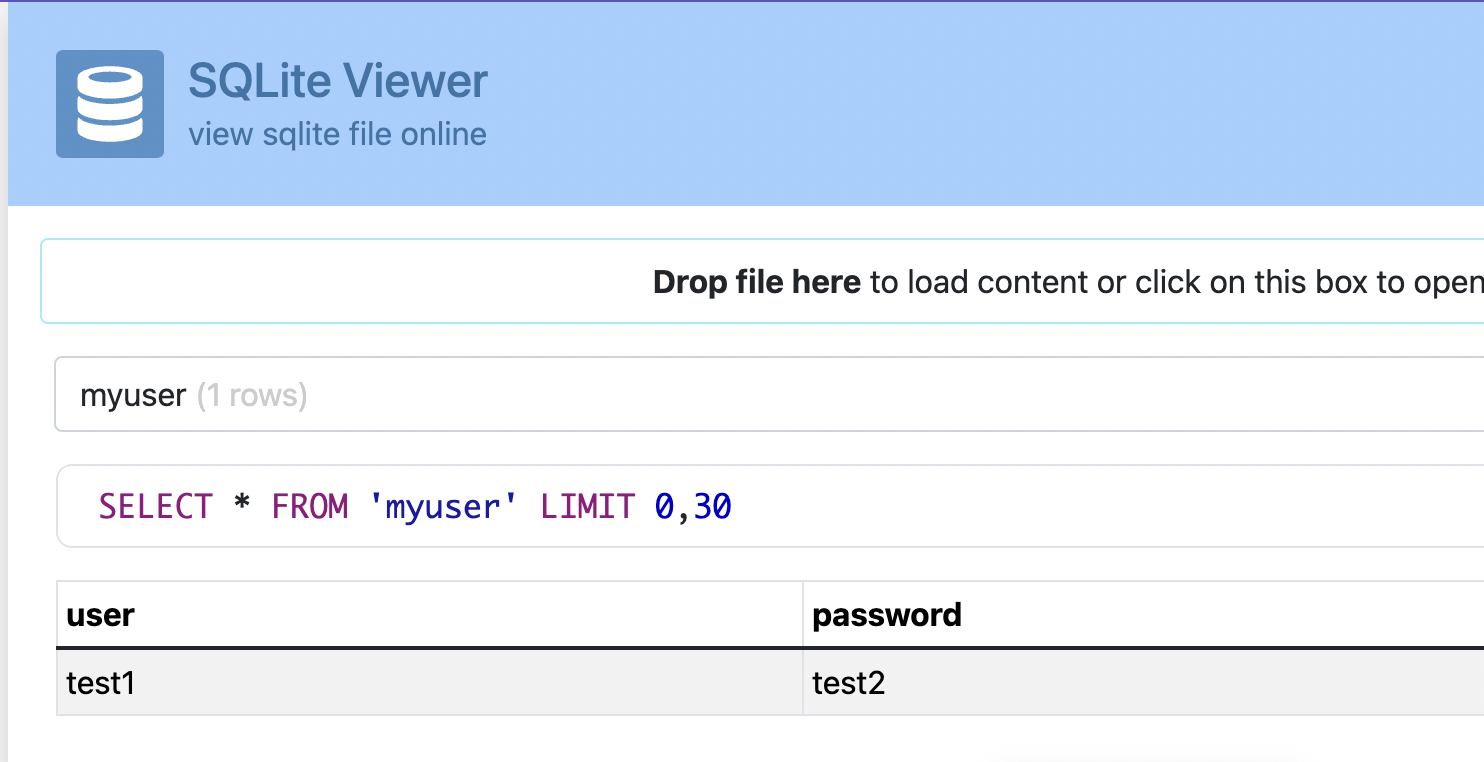 SQLite Viewer
view sqlite file online
Drop file here to load content or click on this box to open
myuser (1 rows)
SELECT * FROM 'myuser' LIMIT 0,30
user password
test1 test2